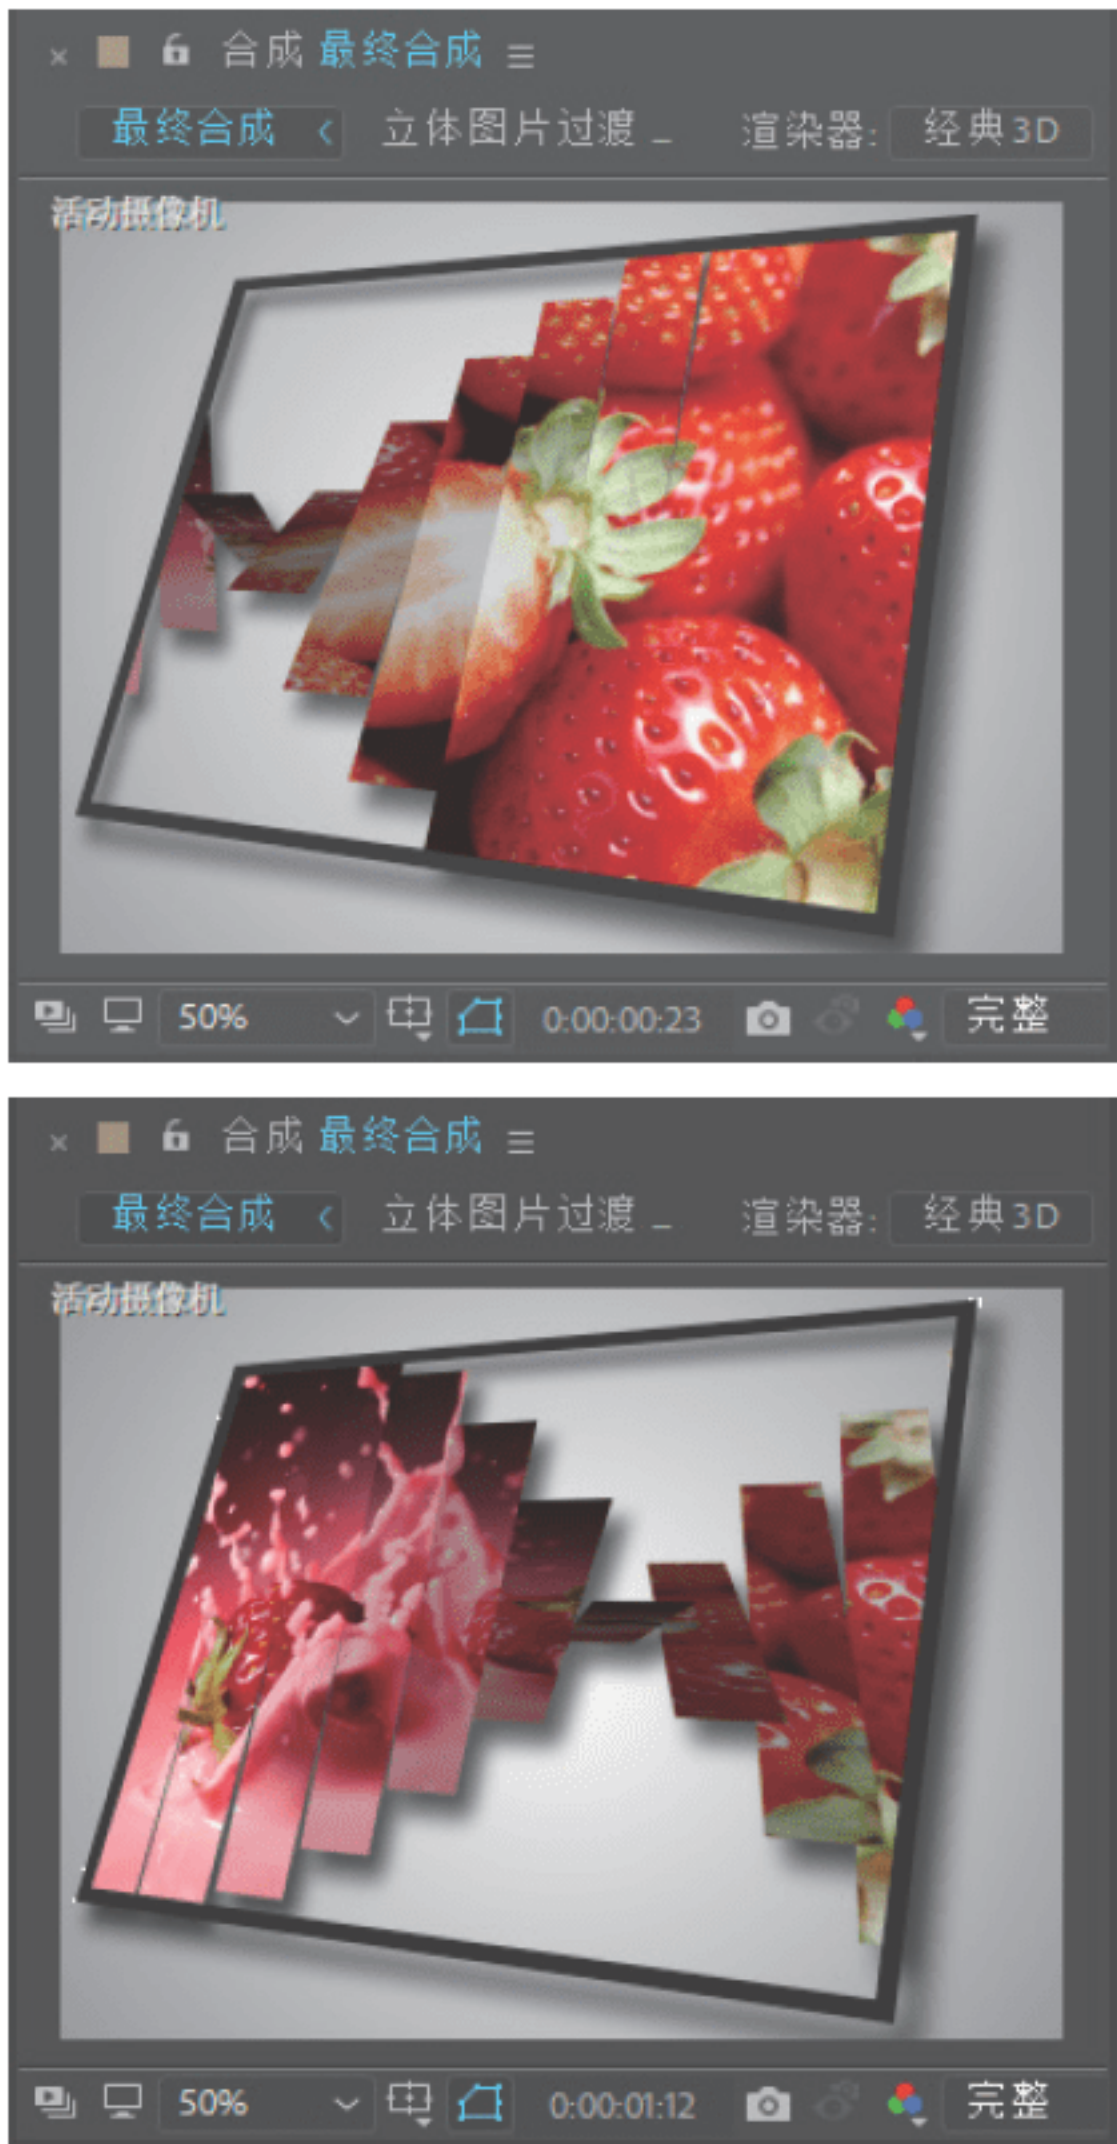 × 合成 最终合成 ≡
最终合成 < 立体图片过渡 渲染器: 经典3D
活动摄像机
50% 0:00:00:23 完整
× 合成 最终合成 ≡
最终合成 < 立体图片过渡 渲染器: 经典3D
活动摄像机
50% 0:00:01:12 完整